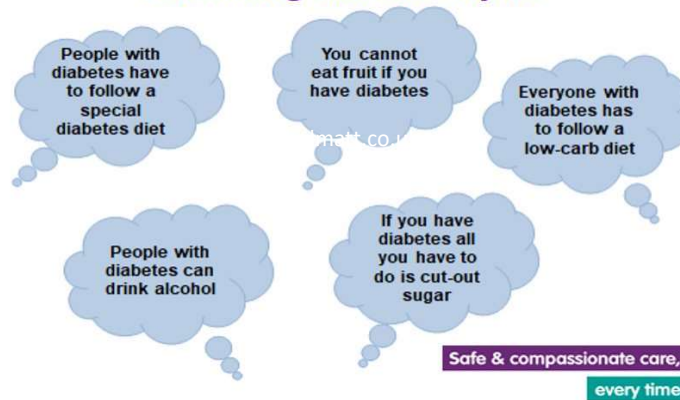 People with
diabetes have
to follow a
special
diabetes diet
You cannot
eat fruit if you
have diabetes
Everyone with
diabetes has
to follow a
low-carb diet
People with
diabetes can
drink alcohol
If you have
diabetes all
you have to
do is cut-out
sugar
Safe & compassionate care,
every time